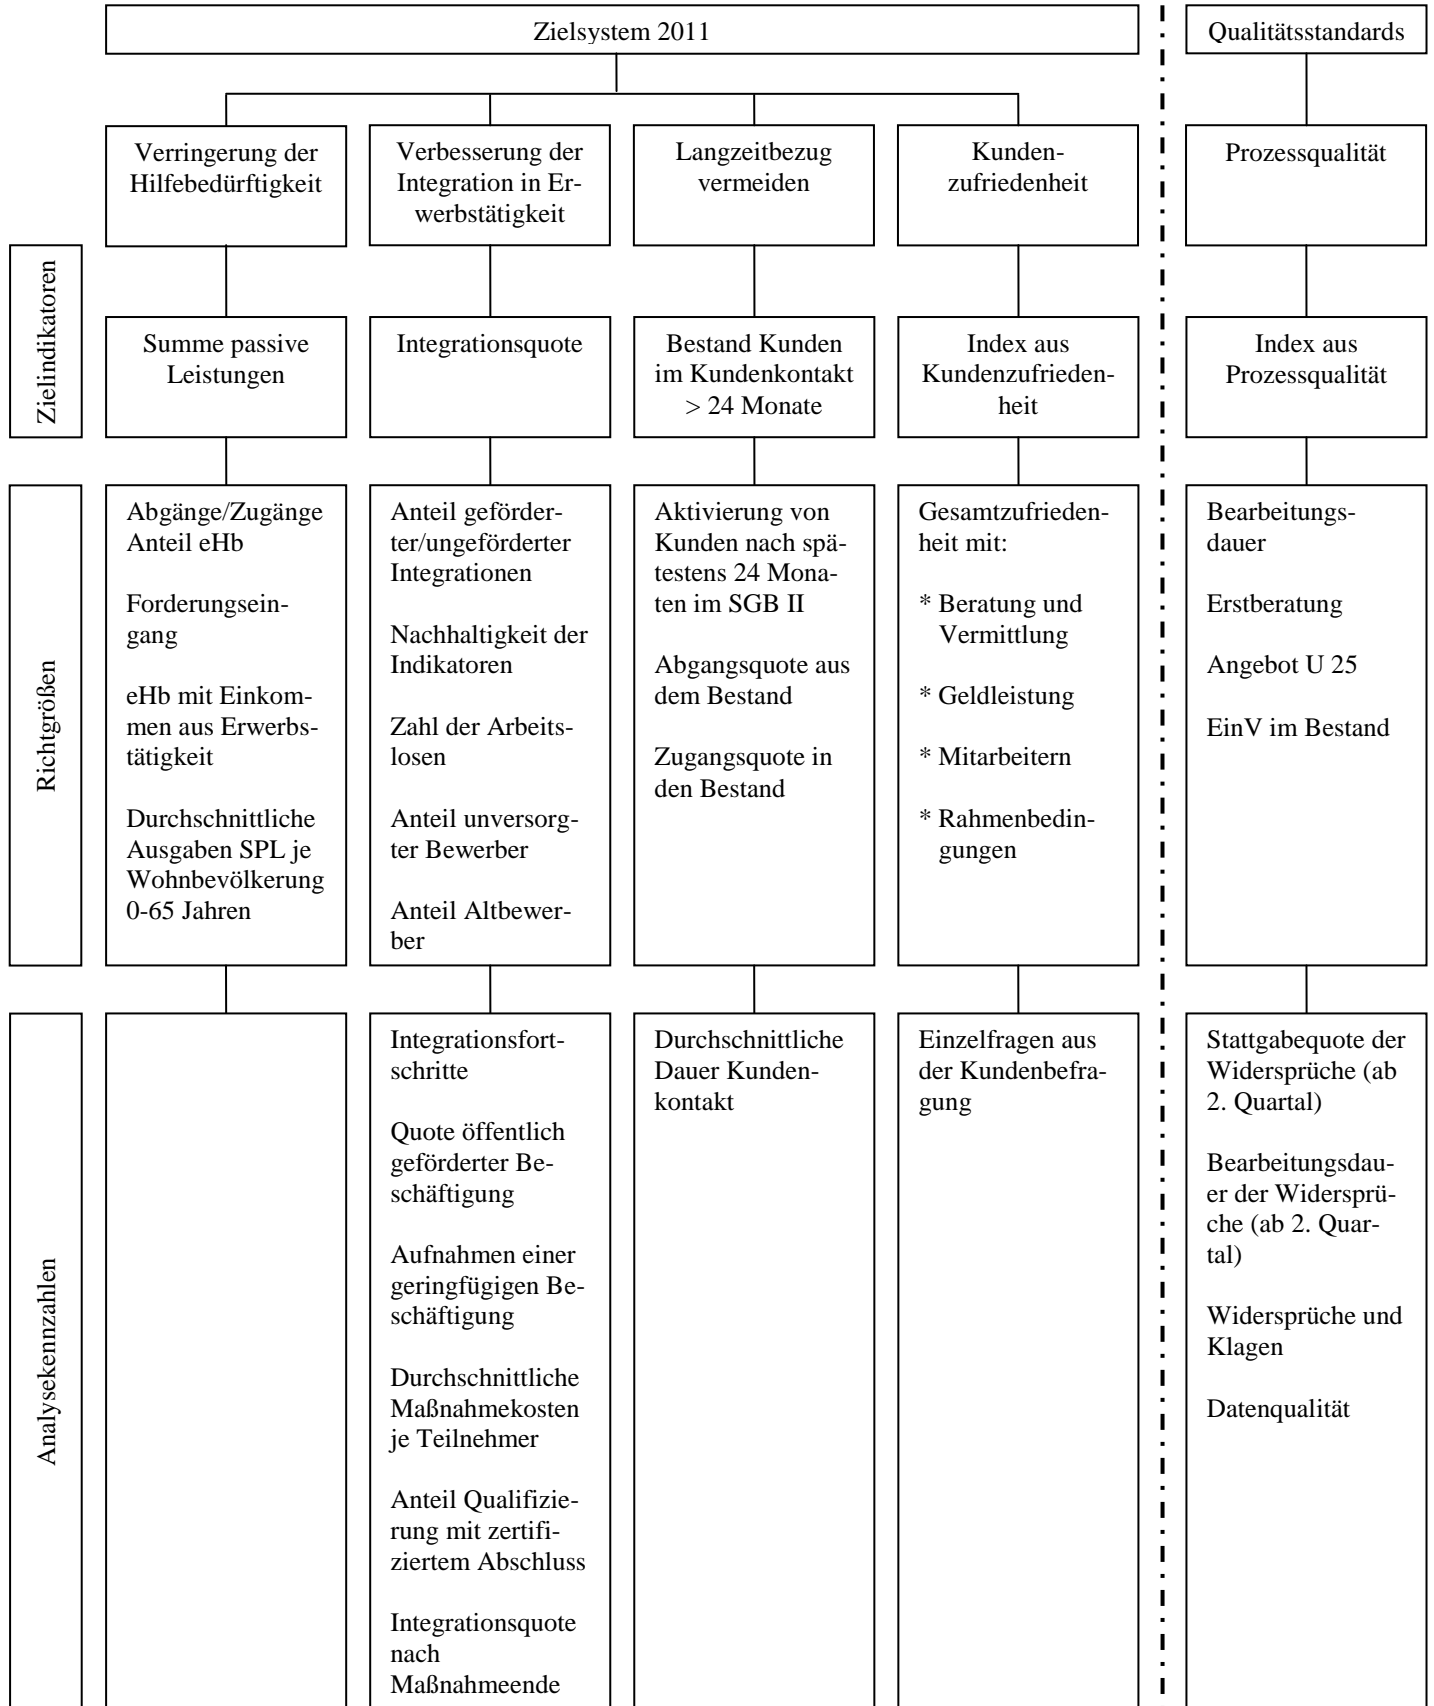 Zielsystem 2011
Qualitätsstandards
Verringerung der
Hilfebedürftigkeit
Verbesserung der
Integration in Er-
werbstätigkeit
Langzeitbezug
vermeiden
Kunden-
zufriedenheit
Prozessqualität
Zielindikatoren
Summe passive
Leistungen
Integrationsquote
Bestand Kunden
im Kundenkontakt
> 24 Monate
Index aus
Kundenzufrieden-
heit
Index aus
Prozessqualität
Richtgrößen
Abgänge/Zugänge
Anteil eHb
Forderungsein-
gang
eHb mit Einkom-
men aus Erwerbs-
tätigkeit
Durchschnittliche
Ausgaben SPL je
Wohnbevölkerung
0-65 Jahren
Anteil geförder-
ter/ungeförderter
Integrationen
Nachhaltigkeit der
Indikatoren
Zahl der Arbeits-
losen
Anteil unversorg-
ter Bewerber
Anteil Altbewer-
ber
Aktivierung von
Kunden nach spä-
testens 24 Mona-
ten im SGB II
Abgangsquote aus
dem Bestand
Zugangsquote in
den Bestand
Gesamtzufrieden-
heit mit:
* Beratung und
Vermittlung
* Geldleistung
* Mitarbeitern
* Rahmenbedin-
gungen
Bearbeitungs-
dauer
Erstberatung
Angebot U 25
EinV im Bestand
Analysekennzahlen
Integrationsfort-
schritte
Quote öffentlich
geförderter Be-
schäftigung
Aufnahmen einer
geringfügigen Be-
schäftigung
Durchschnittliche
Maßnahmekosten
je Teilnehmer
Anteil Qualifizie-
rung mit zertifi-
ziertem Abschluss
Integrationsquote
nach
Maßnahmeende
Durchschnittliche
Dauer Kunden-
kontakt
Einzelfragen aus
der Kundenbefra-
gung
Stattgabequote der
Widersprüche (ab
2. Quartal)
Bearbeitungsdau-
er der Widersprü-
che (ab 2. Quar-
tal)
Widersprüche und
Klagen
Datenqualität